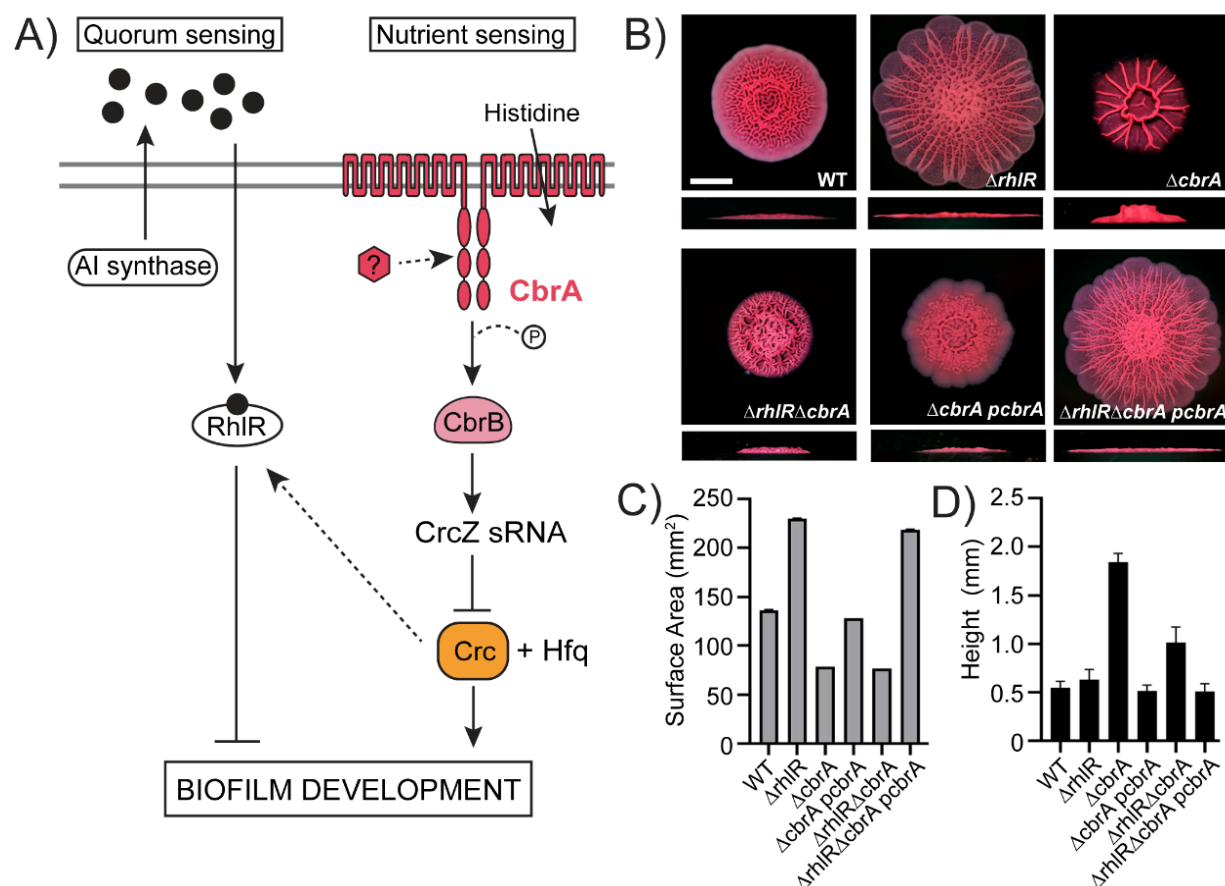 A)
Quorum sensing
Nutrient sensing
Histidine
AI synthase
?
CbrA
P
RhlR
CbrB
CrcZ sRNA
Crc + Hfq
BIOFILM DEVELOPMENT
B)
WT
ΔrhlR
ΔcbrA
ΔrhlRΔcbrA
ΔcbrA pcbrA
ΔrhlRΔcbrA pcbrA
C)
Surface Area (mm²)
250
200
150
100
50
0
WT
ΔrhlR
ΔcbrA
ΔcbrA pcbrA
ΔrhlRΔcbrA
ΔrhlRΔcbrA pcbrA
D)
Height (mm)
2.5
2.0
1.5
1.0
0.5
0
WT
ΔrhlR
ΔcbrA
ΔcbrA pcbrA
ΔrhlRΔcbrA
ΔrhlRΔcbrA pcbrA